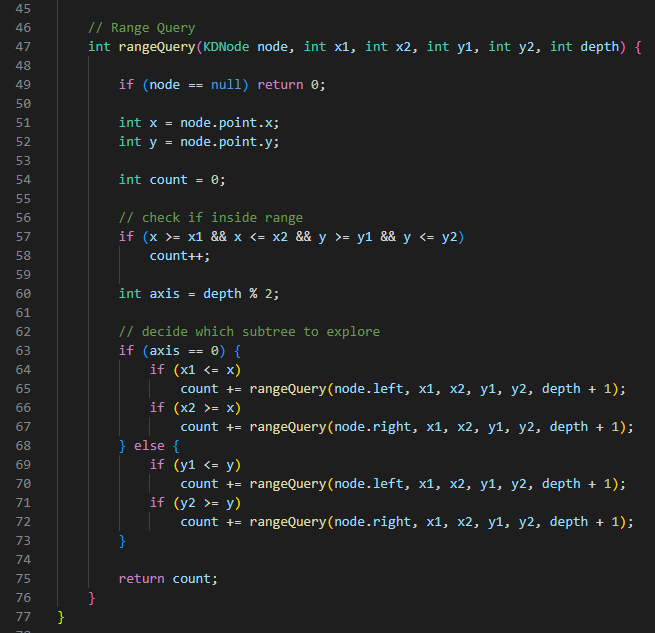 45
46 // Range Query
47 int rangeQuery(KDNode node, int x1, int x2, int y1, int y2, int depth) {
48
49 if (node == null) return 0;
50
51 int x = node.point.x;
52 int y = node.point.y;
53
54 int count = 0;
55
56 // check if inside range
57 if (x >= x1 && x <= x2 && y >= y1 && y <= y2)
58 count++;
59
60 int axis = depth % 2;
61
62 // decide which subtree to explore
63 if (axis == 0) {
64 if (x1 <= x)
65 count += rangeQuery(node.left, x1, x2, y1, y2, depth + 1);
66 if (x2 >= x)
67 count += rangeQuery(node.right, x1, x2, y1, y2, depth + 1);
68 } else {
69 if (y1 <= y)
70 count += rangeQuery(node.left, x1, x2, y1, y2, depth + 1);
71 if (y2 >= y)
72 count += rangeQuery(node.right, x1, x2, y1, y2, depth + 1);
73 }
74
75 return count;
76 }
77 }